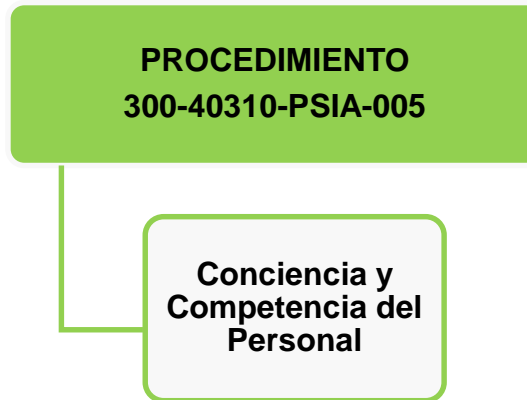 PROCEDIMIENTO
300-40310-PSIA-005
Conciencia y
Competencia del
Personal